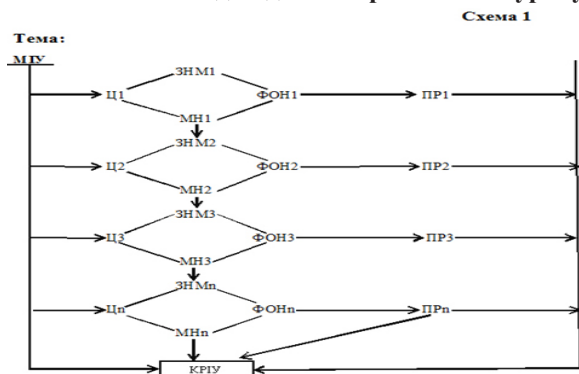 Схема 1
Тема:
МІУ
ЗНМ1
Ц1 ФОН1 ПР1
МН1
ЗНМ2
Ц2 ФОН2 ПР2
МН2
ЗНМ3
Ц3 ФОН3 ПР3
МН3
ЗНМn
Цn ФОНn ПРn
МНn
КРІУ